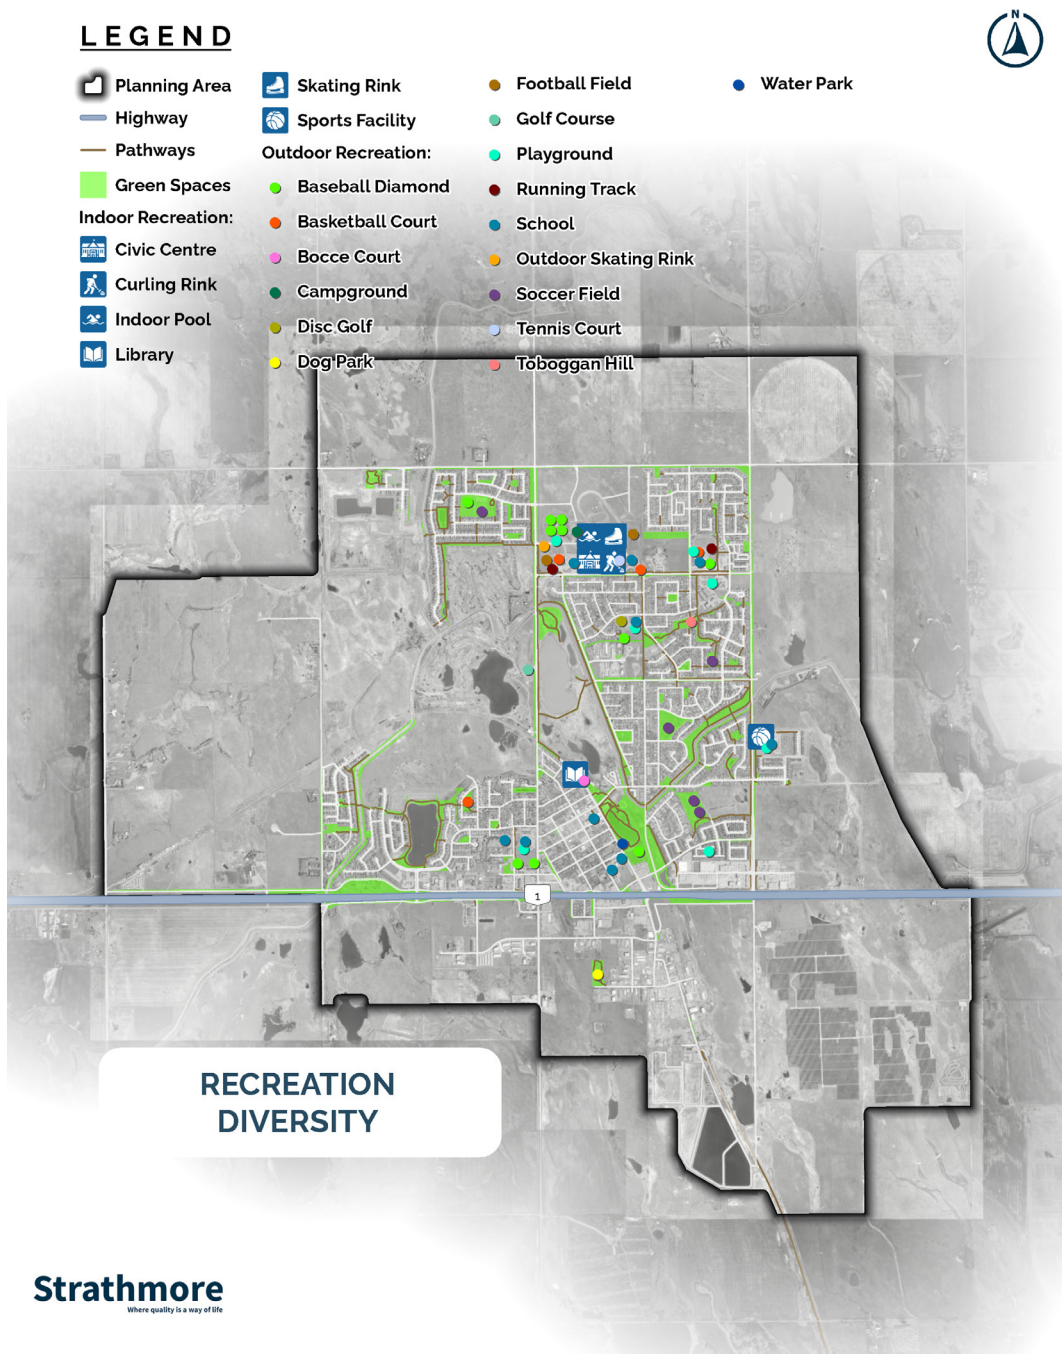 LEGEND
Planning Area
Highway
Pathways
Green Spaces
Indoor Recreation:
Civic Centre
Curling Rink
Indoor Pool
Library
Skating Rink
Sports Facility
Outdoor Recreation:
Baseball Diamond
Basketball Court
Bocce Court
Campground
Disc Golf
Dog Park
Football Field
Golf Course
Playground
Running Track
School
Outdoor Skating Rink
Soccer Field
Tennis Court
Toboggan Hill
Water Park
N
1
RECREATION
DIVERSITY
Strathmore
Where quality is a way of life